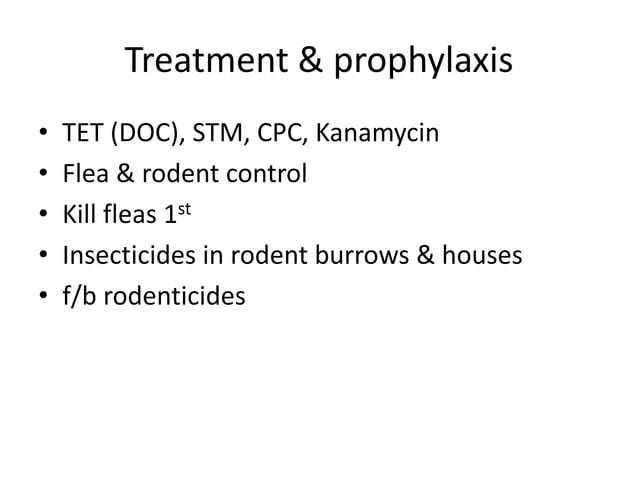 Treatment & prophylaxis
• TET (DOC), STM, CPC, Kanamycin
• Flea & rodent control
• Kill fleas 1st
• Insecticides in rodent burrows & houses
• f/b rodenticides